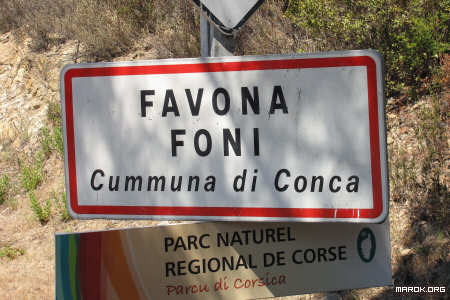 FAVONA
FONI
Cummuna di Conca
PARC NATUREL
REGIONAL DE CORSE
Parcu di Corsica
MAROK.ORG